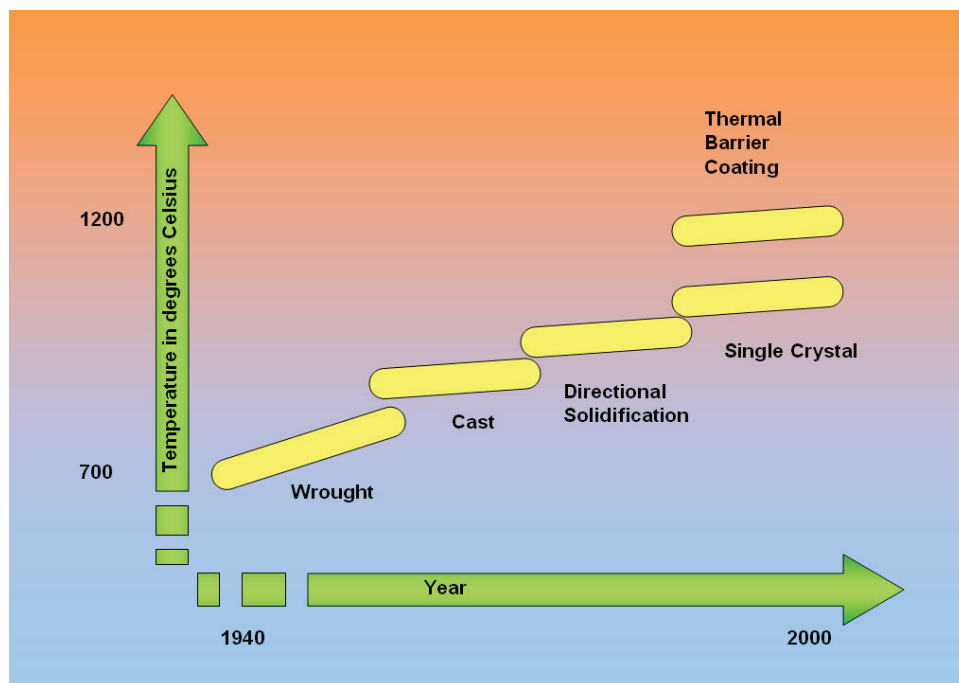 Thermal
Barrier
Coating
1200
Temperature in degrees Celsius
Single Crystal
Directional
Solidification
Cast
700
Wrought
Year
1940
2000